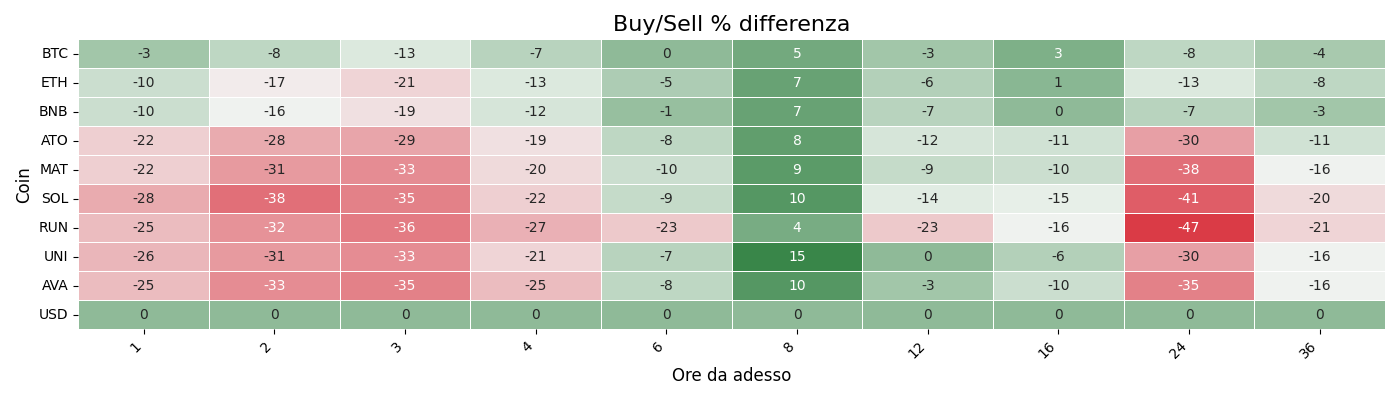 Buy/Sell % differenza
Coin
BTC -3 -8 -13 -7 0 5 -3 3 -8 -4
ETH -10 -17 -21 -13 -5 7 -6 1 -13 -8
BNB -10 -16 -19 -12 -1 7 -7 0 -7 -3
ATO -22 -28 -29 -19 -8 8 -12 -11 -30 -11
MAT -22 -31 -33 -20 -10 9 -9 -10 -38 -16
SOL -28 -38 -35 -22 -9 10 -14 -15 -41 -20
RUN -25 -32 -36 -27 -23 4 -23 -16 -47 -21
UNI -26 -31 -33 -21 -7 15 0 -6 -30 -16
AVA -25 -33 -35 -25 -8 10 -3 -10 -35 -16
USD 0 0 0 0 0 0 0 0 0 0
1 2 3 4 6 8 12 16 24 36
Ore da adesso